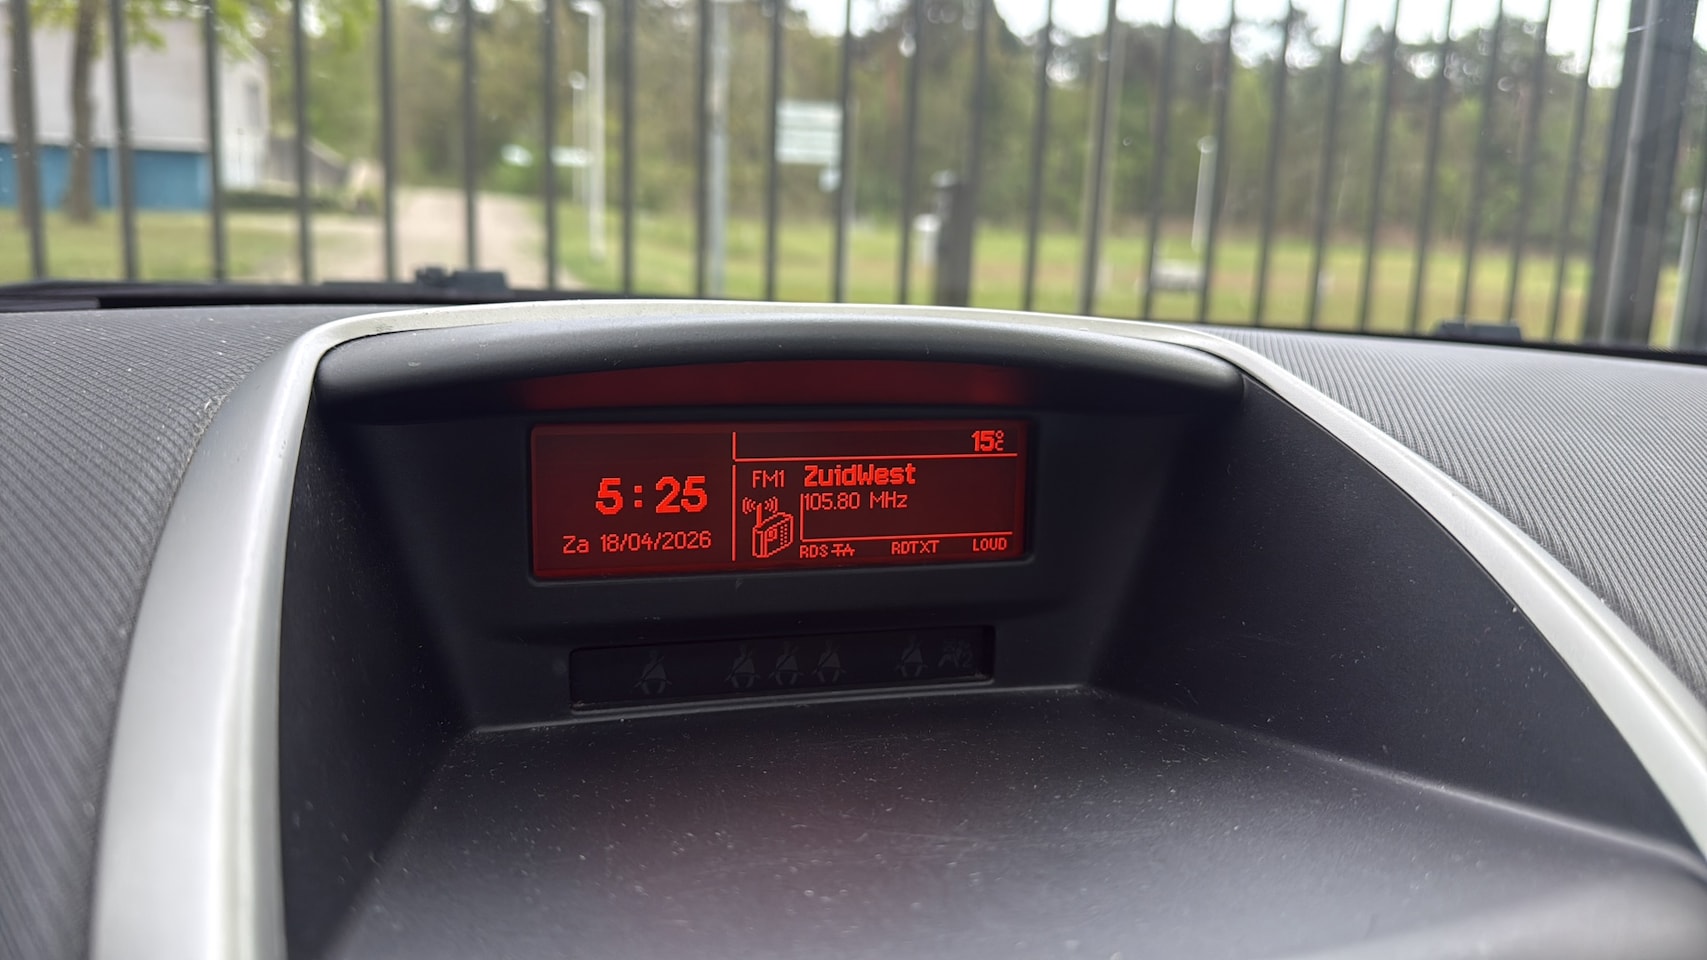 15°C
5:25
Za 18/04/2026
FM1 ZuidWest
105.80 MHz
RDS TA RDTXT LOUD